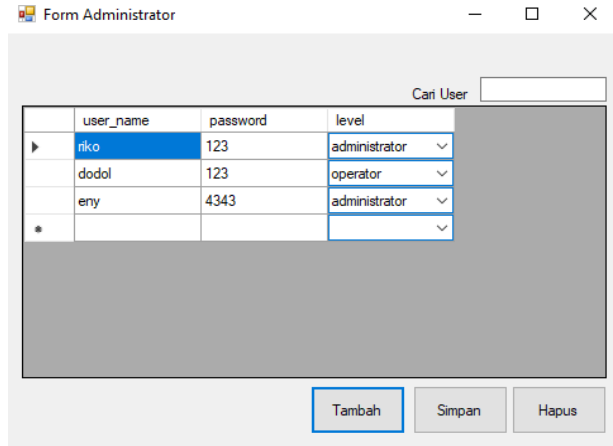 Form Administrator
Cari User
user_name password level
riko 123 administrator
dodol 123 operator
eny 4343 administrator
Tambah Simpan Hapus